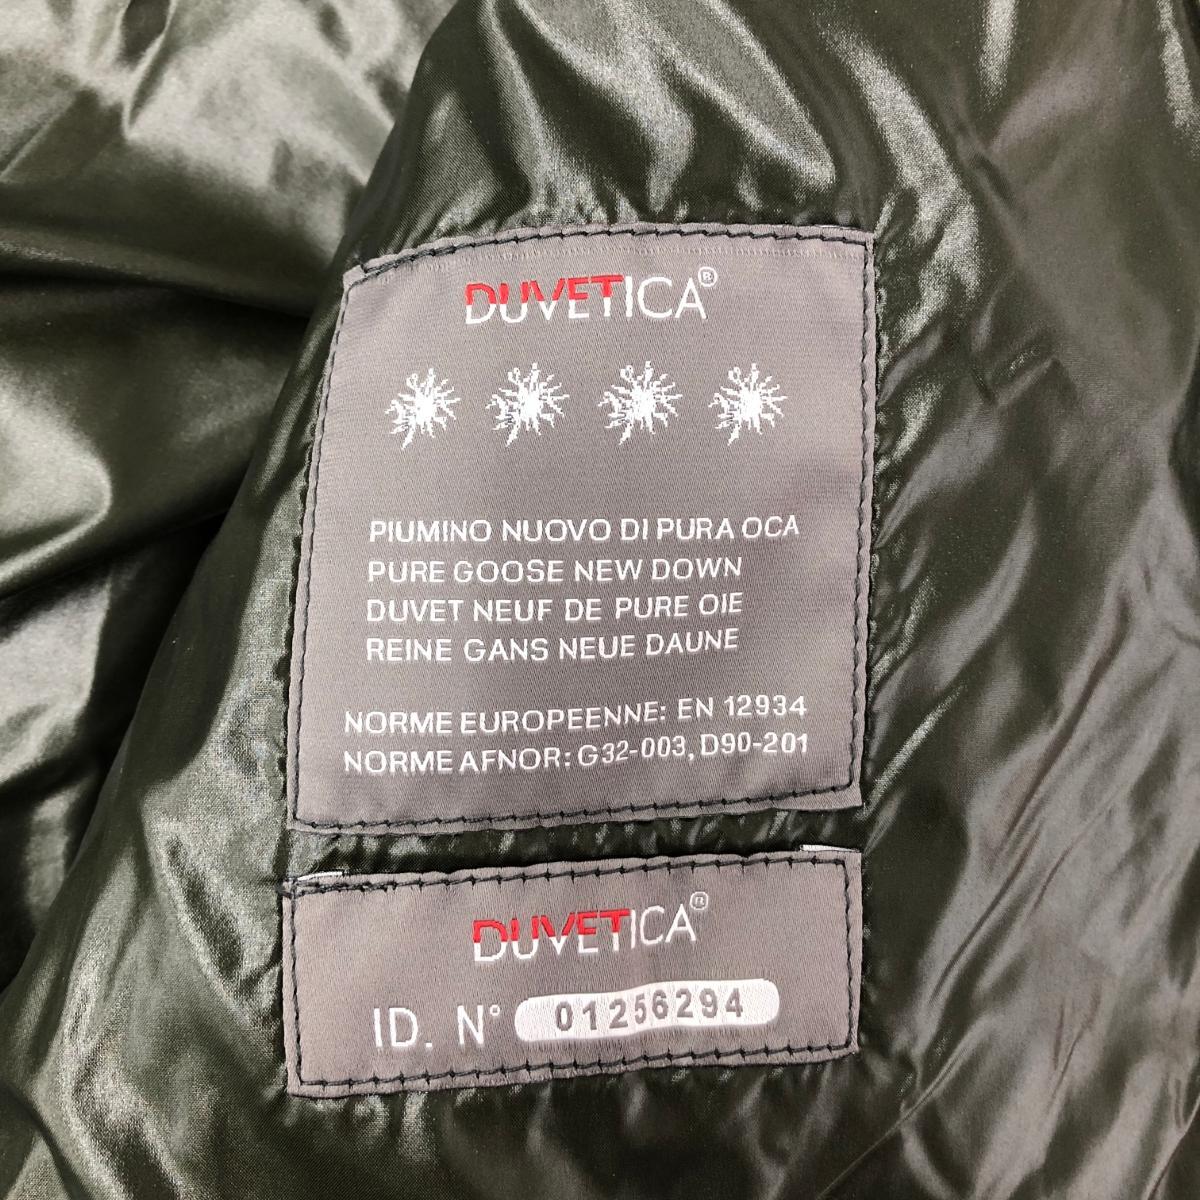 DUVETICA®
PIUMINO NUOVO DI PURA OCA
PURE GOOSE NEW DOWN
DUVET NEUF DE PURE OIE
REINE GANS NEUE DAUNE
NORME EUROPEENNE: EN 12934
NORME AFNOR: G32-003, D90-201
DUVETICA®
ID. N° 01256294